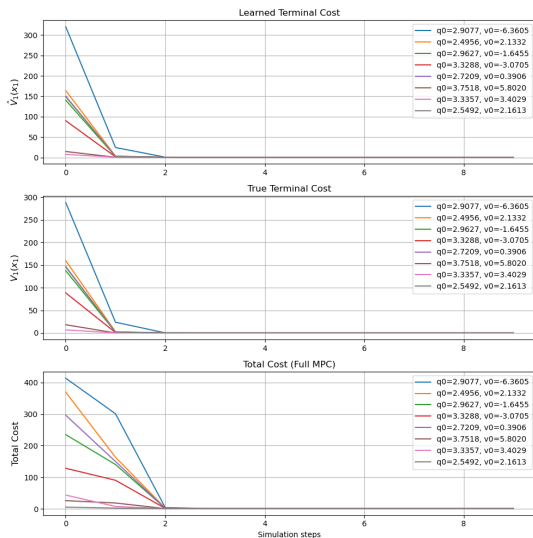 Learned Terminal Cost
V̂₁(x₁)
300
250
200
150
100
50
0
0 2 4 6 8
q0=2.9077, v0=-6.3605
q0=2.4956, v0=2.1332
q0=2.9627, v0=-1.6455
q0=3.3288, v0=-3.0705
q0=2.7209, v0=0.3906
q0=3.7518, v0=5.8020
q0=3.3357, v0=3.4029
q0=2.5492, v0=2.1613
True Terminal Cost
V₁(x₁)
300
250
200
150
100
50
0
0 2 4 6 8
q0=2.9077, v0=-6.3605
q0=2.4956, v0=2.1332
q0=2.9627, v0=-1.6455
q0=3.3288, v0=-3.0705
q0=2.7209, v0=0.3906
q0=3.7518, v0=5.8020
q0=3.3357, v0=3.4029
q0=2.5492, v0=2.1613
Total Cost (Full MPC)
Total Cost
400
300
200
100
0
0 2 4 6 8
q0=2.9077, v0=-6.3605
q0=2.4956, v0=2.1332
q0=2.9627, v0=-1.6455
q0=3.3288, v0=-3.0705
q0=2.7209, v0=0.3906
q0=3.7518, v0=5.8020
q0=3.3357, v0=3.4029
q0=2.5492, v0=2.1613
Simulation steps